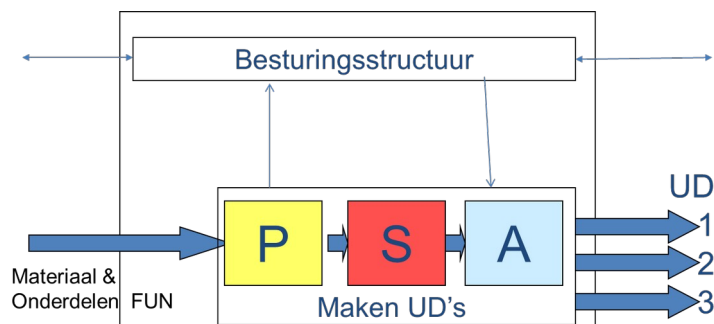 Besturingsstructuur
UD
P S A
1
2
3
Materiaal &
Onderdelen FUN
Maken UD's